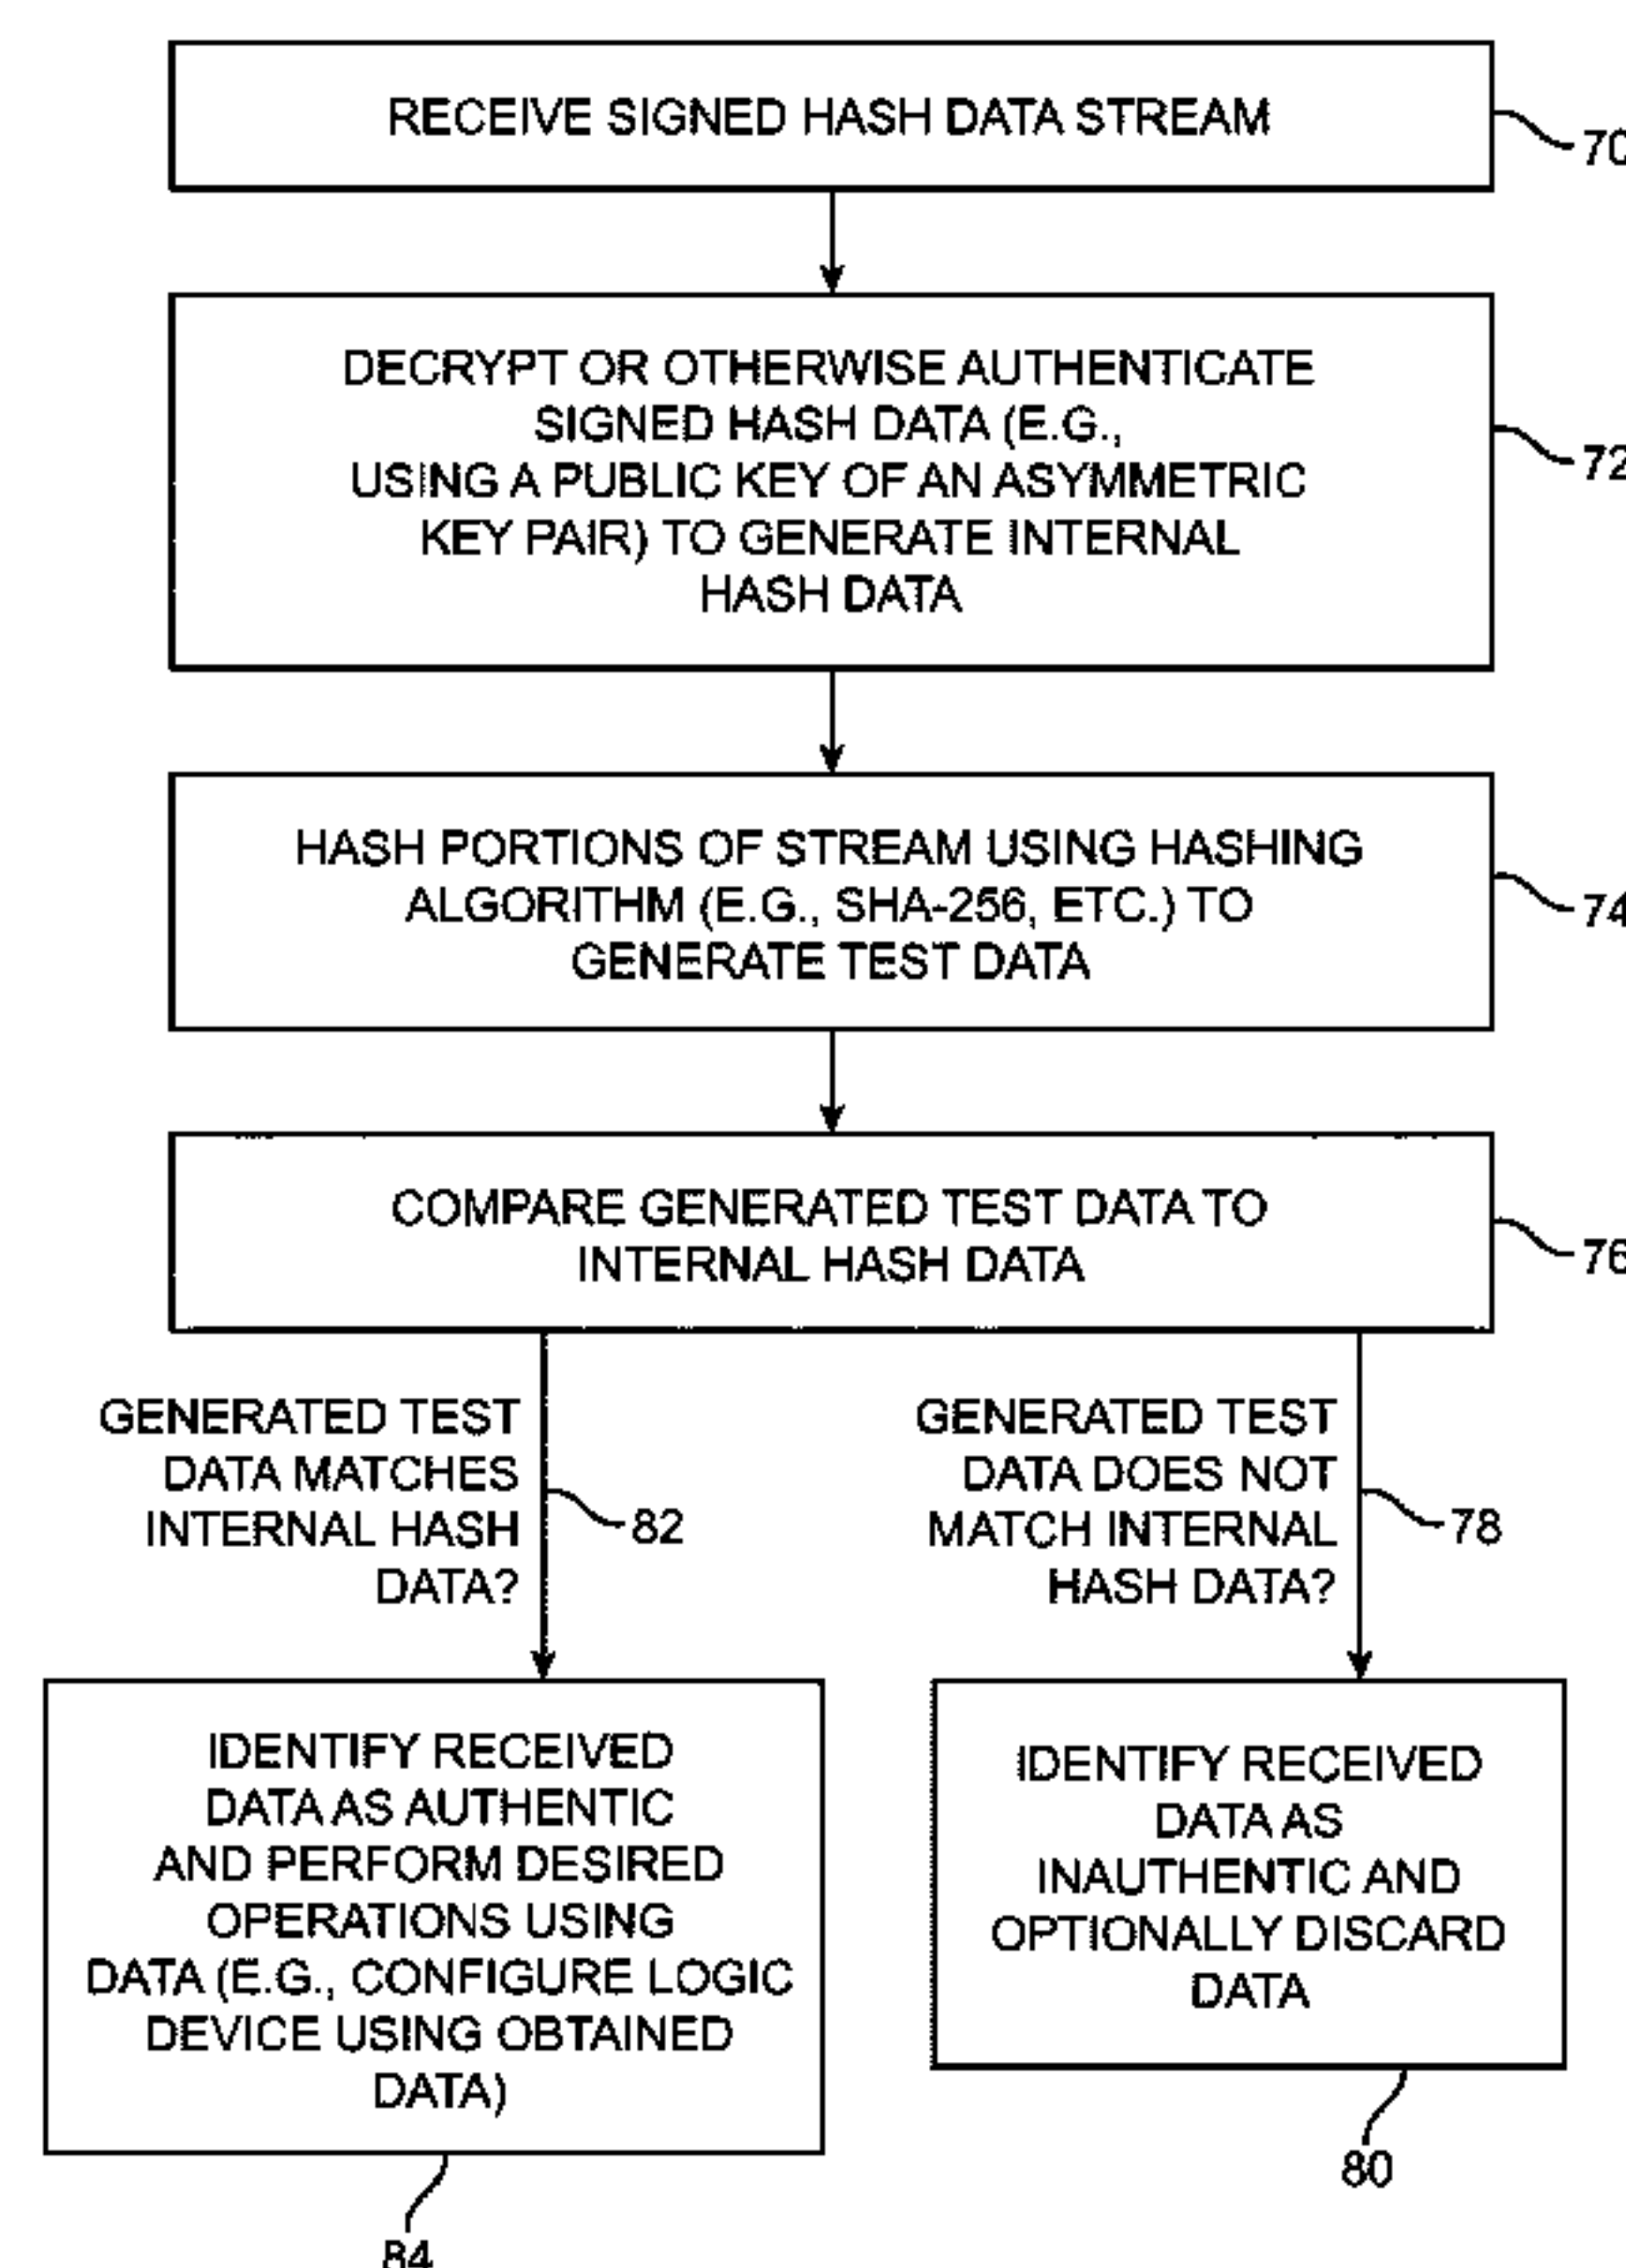 RECEIVE SIGNED HASH DATA STREAM
70
DECRYPT OR OTHERWISE AUTHENTICATE
SIGNED HASH DATA (E.G.,
USING A PUBLIC KEY OF AN ASYMMETRIC
KEY PAIR) TO GENERATE INTERNAL
HASH DATA
72
HASH PORTIONS OF STREAM USING HASHING
ALGORITHM (E.G., SHA-256, ETC.) TO
GENERATE TEST DATA
74
COMPARE GENERATED TEST DATA TO
INTERNAL HASH DATA
76
GENERATED TEST
DATA MATCHES
INTERNAL HASH
DATA?
82
GENERATED TEST
DATA DOES NOT
MATCH INTERNAL
HASH DATA?
78
IDENTIFY RECEIVED
DATA AS AUTHENTIC
AND PERFORM DESIRED
OPERATIONS USING
DATA (E.G., CONFIGURE LOGIC
DEVICE USING OBTAINED
DATA)
84
IDENTIFY RECEIVED
DATA AS
INAUTHENTIC AND
OPTIONALLY DISCARD
DATA
80